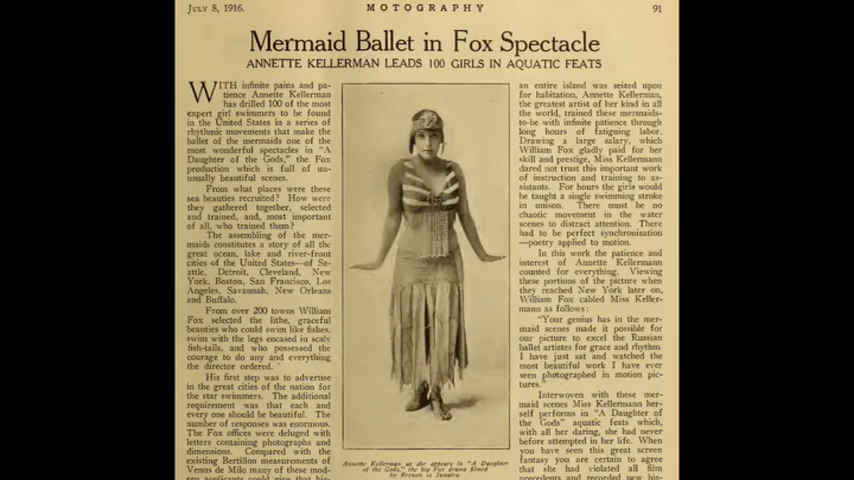 JULY 8, 1916.
MOTOGRAPHY
91
Mermaid Ballet in Fox Spectacle
ANNETTE KELLERMAN LEADS 100 GIRLS IN AQUATIC FEATS
WITH infinite pains and pa-
tience Annette Kellerman
has drilled 100 of the most
expert girl swimmers to be found
in the United States in a series of
rhythmic movements that make the
ballet of the mermaids one of the
most wonderful spectacles in "A
Daughter of the Gods," the Fox
production which is full of un-
usually beautiful scenes.
From what places were these
sea beauties recruited? How were
they gathered together, selected
and trained, and, most important
of all, who trained them?
The assembling of the mer-
maids constitutes a story of all the
great ocean, lake and river-front
cities of the United States—of Se-
attle, Detroit, Cleveland, New
York, Boston, San Francisco, Los
Angeles, Savannah, New Orleans
and Buffalo.
From over 200 towns William
Fox selected the lithe, graceful
beauties who could swim like fishes,
swim with the legs encased in scaly
fish-tails, and who possessed the
courage to do any and everything
the director ordered.
His first step was to advertise
in the great cities of the nation for
the star swimmers. The additional
requirement was that each and
every one should be beautiful. The
number of responses was enormous.
The Fox offices were deluged with
letters containing photographs and
dimensions. Compared with the
existing Bertillon measurements of
Venus de Milo many of these mod-
Annette Kellerman as she appears in "A Daughter
of the Gods," the big Fox drama filmed
by Brenon in Jamaica.
an entire island was seized upon
for habitation, Annette Kellerman,
the greatest artist of her kind in all
the world, trained these mermaids-
to-be with infinite patience through
long hours of fatiguing labor.
Drawing a large salary, which
William Fox gladly paid for her
skill and prestige, Miss Kellermann
dared not trust this important work
of instruction and training to as-
sistants. For hours the girls would
be taught a single swimming stroke
in unison. There must be no
chaotic movement in the water
scenes to distract attention. There
had to be perfect synchronization
—poetry applied to motion.
In this work the patience and
interest of Annette Kellermann
counted for everything. Viewing
these portions of the picture when
they reached New York later on,
William Fox cabled Miss Keller-
mann as follows:
"Your genius has in the mer-
maid scenes made it possible for
our picture to excel the Russian
ballet artistes for grace and rhythm
I have just sat and watched the
most beautiful work I have ever
seen photographed in motion pic-
tures."
Interwoven with these mer-
maid scenes Miss Kellermann her-
self performs in "A Daughter of
the Gods" aquatic feats which,
with all her daring, she had never
before attempted in her life. When
you have seen this great screen
fantasy you are certain to agree
that she had violated all film
precedents and recorded new his-